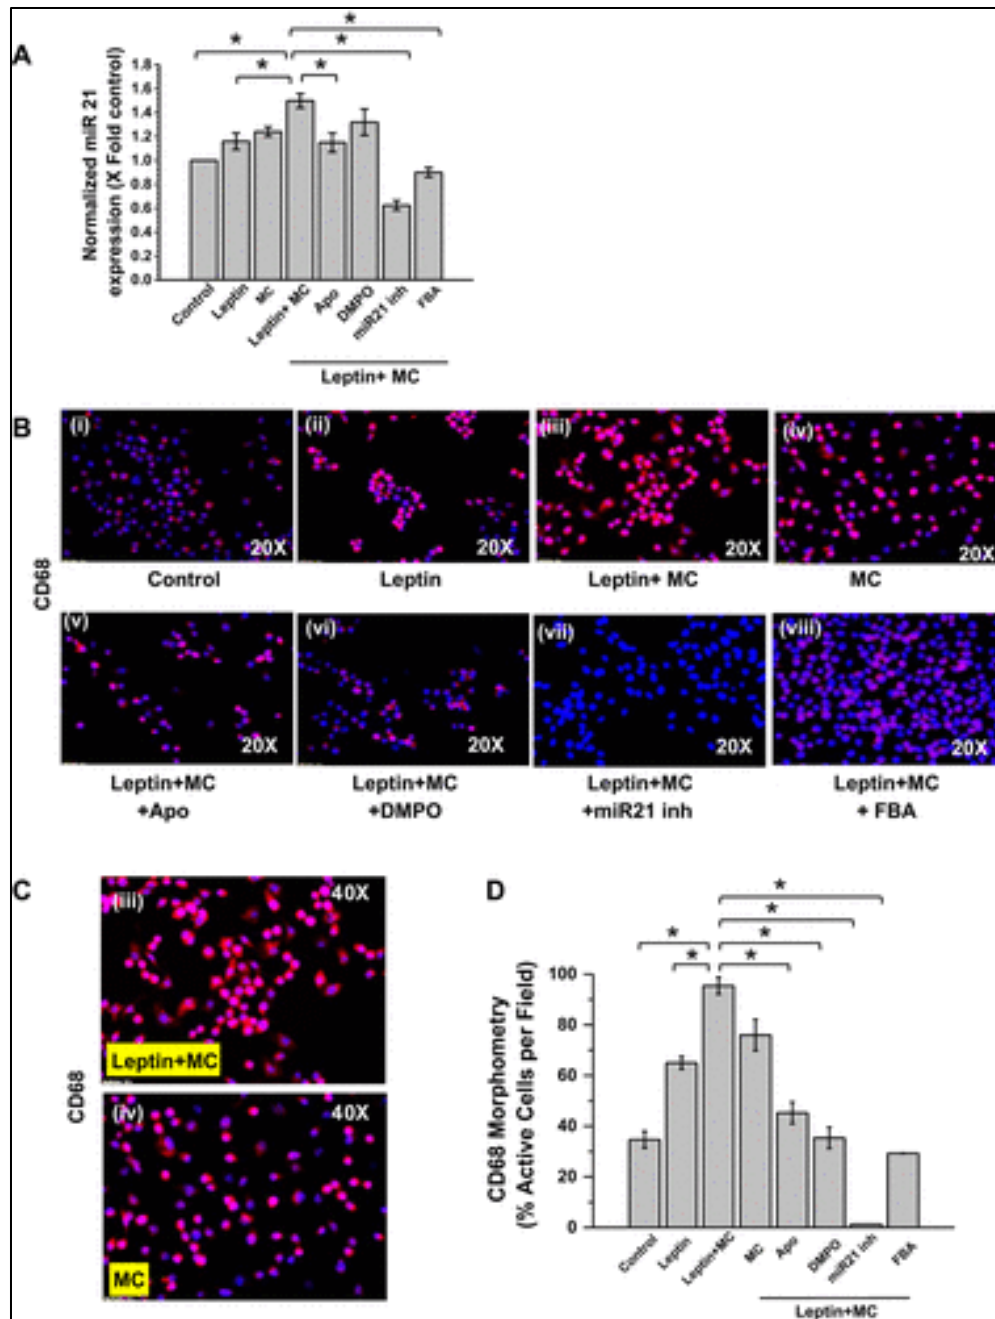 A
*
*
*
*
*
Normalized miR 21
expression (X Fold control)
1.8
1.6
1.4
1.2
1.0
0.8
0.6
0.4
0.2
0.0
Control
Leptin
MC
Leptin+ MC
Apo
DMPO
miR21 inh
FBA
Leptin+ MC
B
CD68
(i)
20X
(ii)
20X
(iii)
20X
(iv)
20X
Control
Leptin
Leptin+ MC
MC
(v)
20X
(vi)
20X
(vii)
20X
(viii)
20X
Leptin+MC
+Apo
Leptin+MC
+DMPO
Leptin+MC
+miR21 inh
Leptin+MC
+ FBA
C
CD68
(iii)
40X
Leptin+MC
(iv)
40X
MC
D
*
*
*
*
*
*
CD68 Morphometry
(% Active Cells per Field)
100
80
60
40
20
0
Control
Leptin
Leptin+MC
MC
Apo
DMPO
miR21 inh
FBA
Leptin+MC